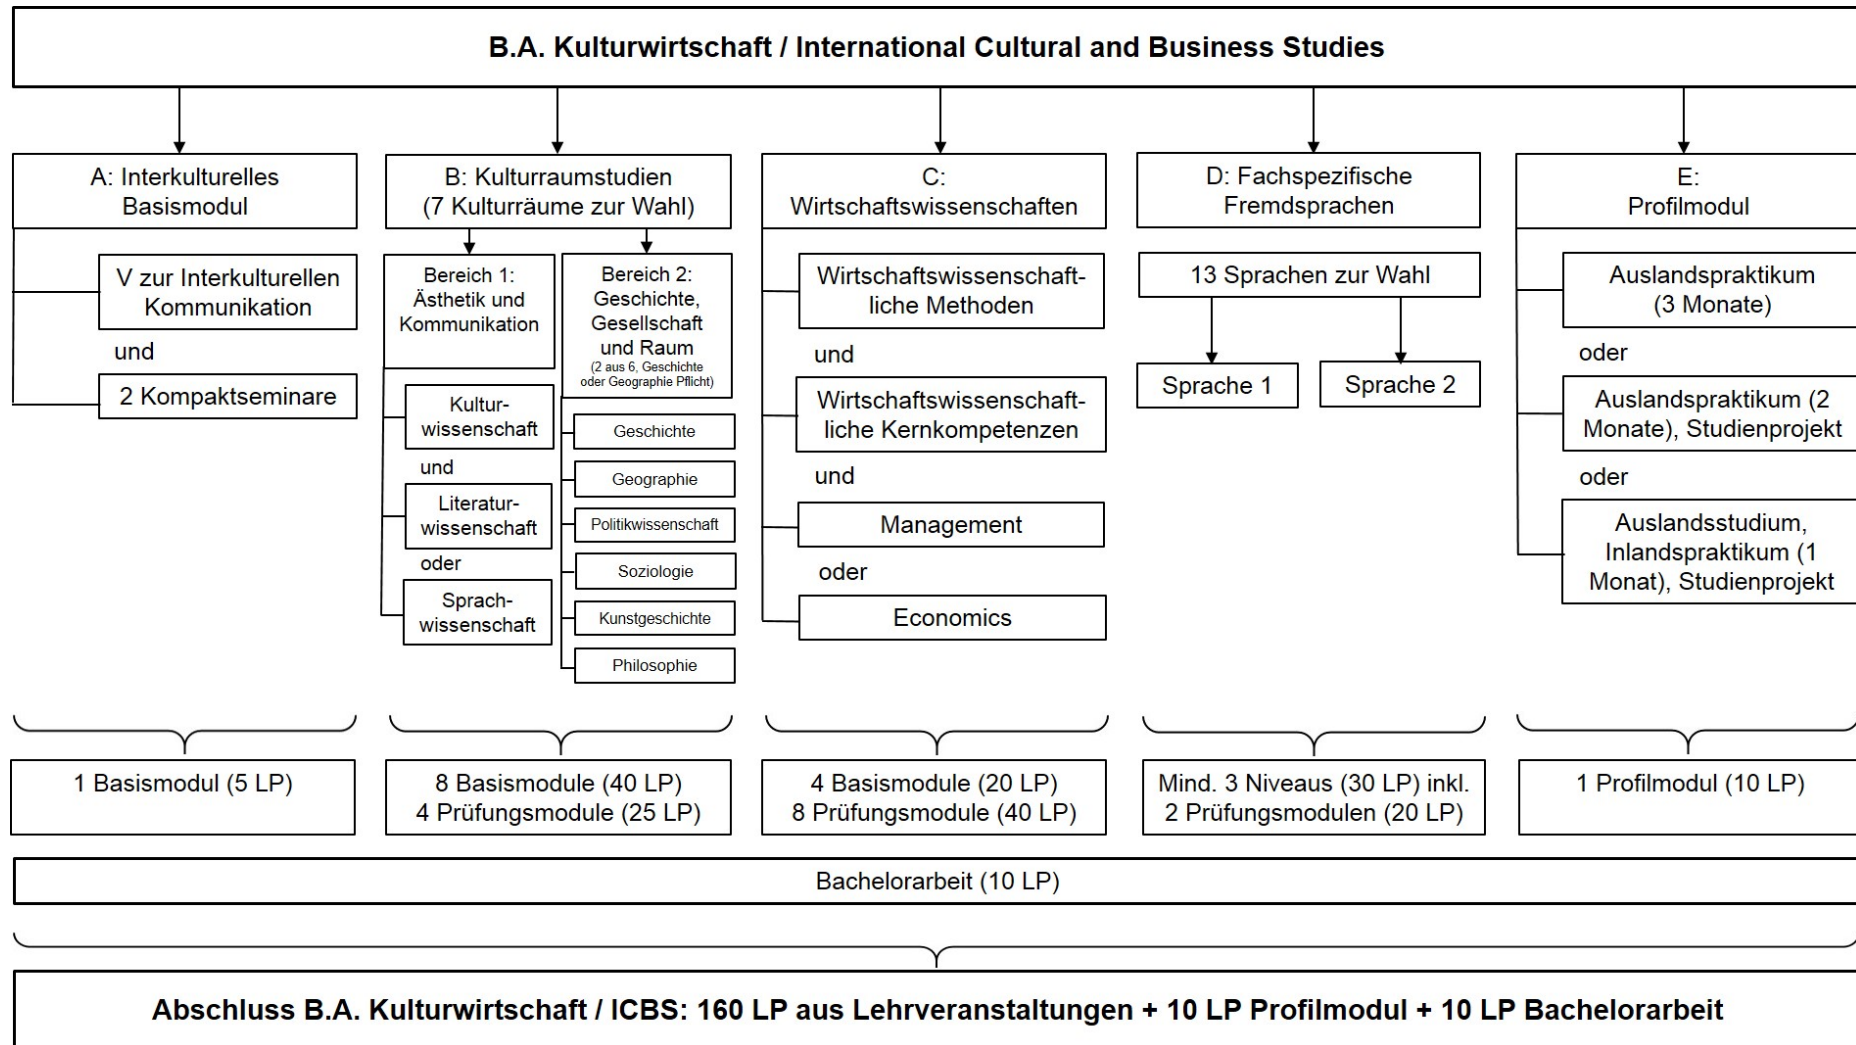 B.A. Kulturwirtschaft / International Cultural and Business Studies
A: Interkulturelles
Basismodul
V zur Interkulturellen
Kommunikation
und
2 Kompaktseminare
B: Kulturraumstudien
(7 Kulturräume zur Wahl)
Bereich 1:
Ästhetik und
Kommunikation
Kultur-
wissenschaft
und
Literatur-
wissenschaft
oder
Sprach-
wissenschaft
Bereich 2:
Geschichte,
Gesellschaft
und Raum
(2 aus 6, Geschichte
oder Geographie Pflicht)
Geschichte
Geographie
Politikwissenschaft
Soziologie
Kunstgeschichte
Philosophie
C:
Wirtschaftswissenschaften
Wirtschaftswissenschaft-
liche Methoden
und
Wirtschaftswissenschaft-
liche Kernkompetenzen
und
Management
oder
Economics
D: Fachspezifische
Fremdsprachen
13 Sprachen zur Wahl
Sprache 1
Sprache 2
E:
Profilmodul
Auslandspraktikum
(3 Monate)
oder
Auslandspraktikum (2
Monate), Studienprojekt
oder
Auslandsstudium,
Inlandspraktikum (1
Monat), Studienprojekt
1 Basismodul (5 LP)
8 Basismodule (40 LP)
4 Prüfungsmodule (25 LP)
4 Basismodule (20 LP)
8 Prüfungsmodule (40 LP)
Mind. 3 Niveaus (30 LP) inkl.
2 Prüfungsmodulen (20 LP)
1 Profilmodul (10 LP)
Bachelorarbeit (10 LP)
Abschluss B.A. Kulturwirtschaft / ICBS: 160 LP aus Lehrveranstaltungen + 10 LP Profilmodul + 10 LP Bachelorarbeit